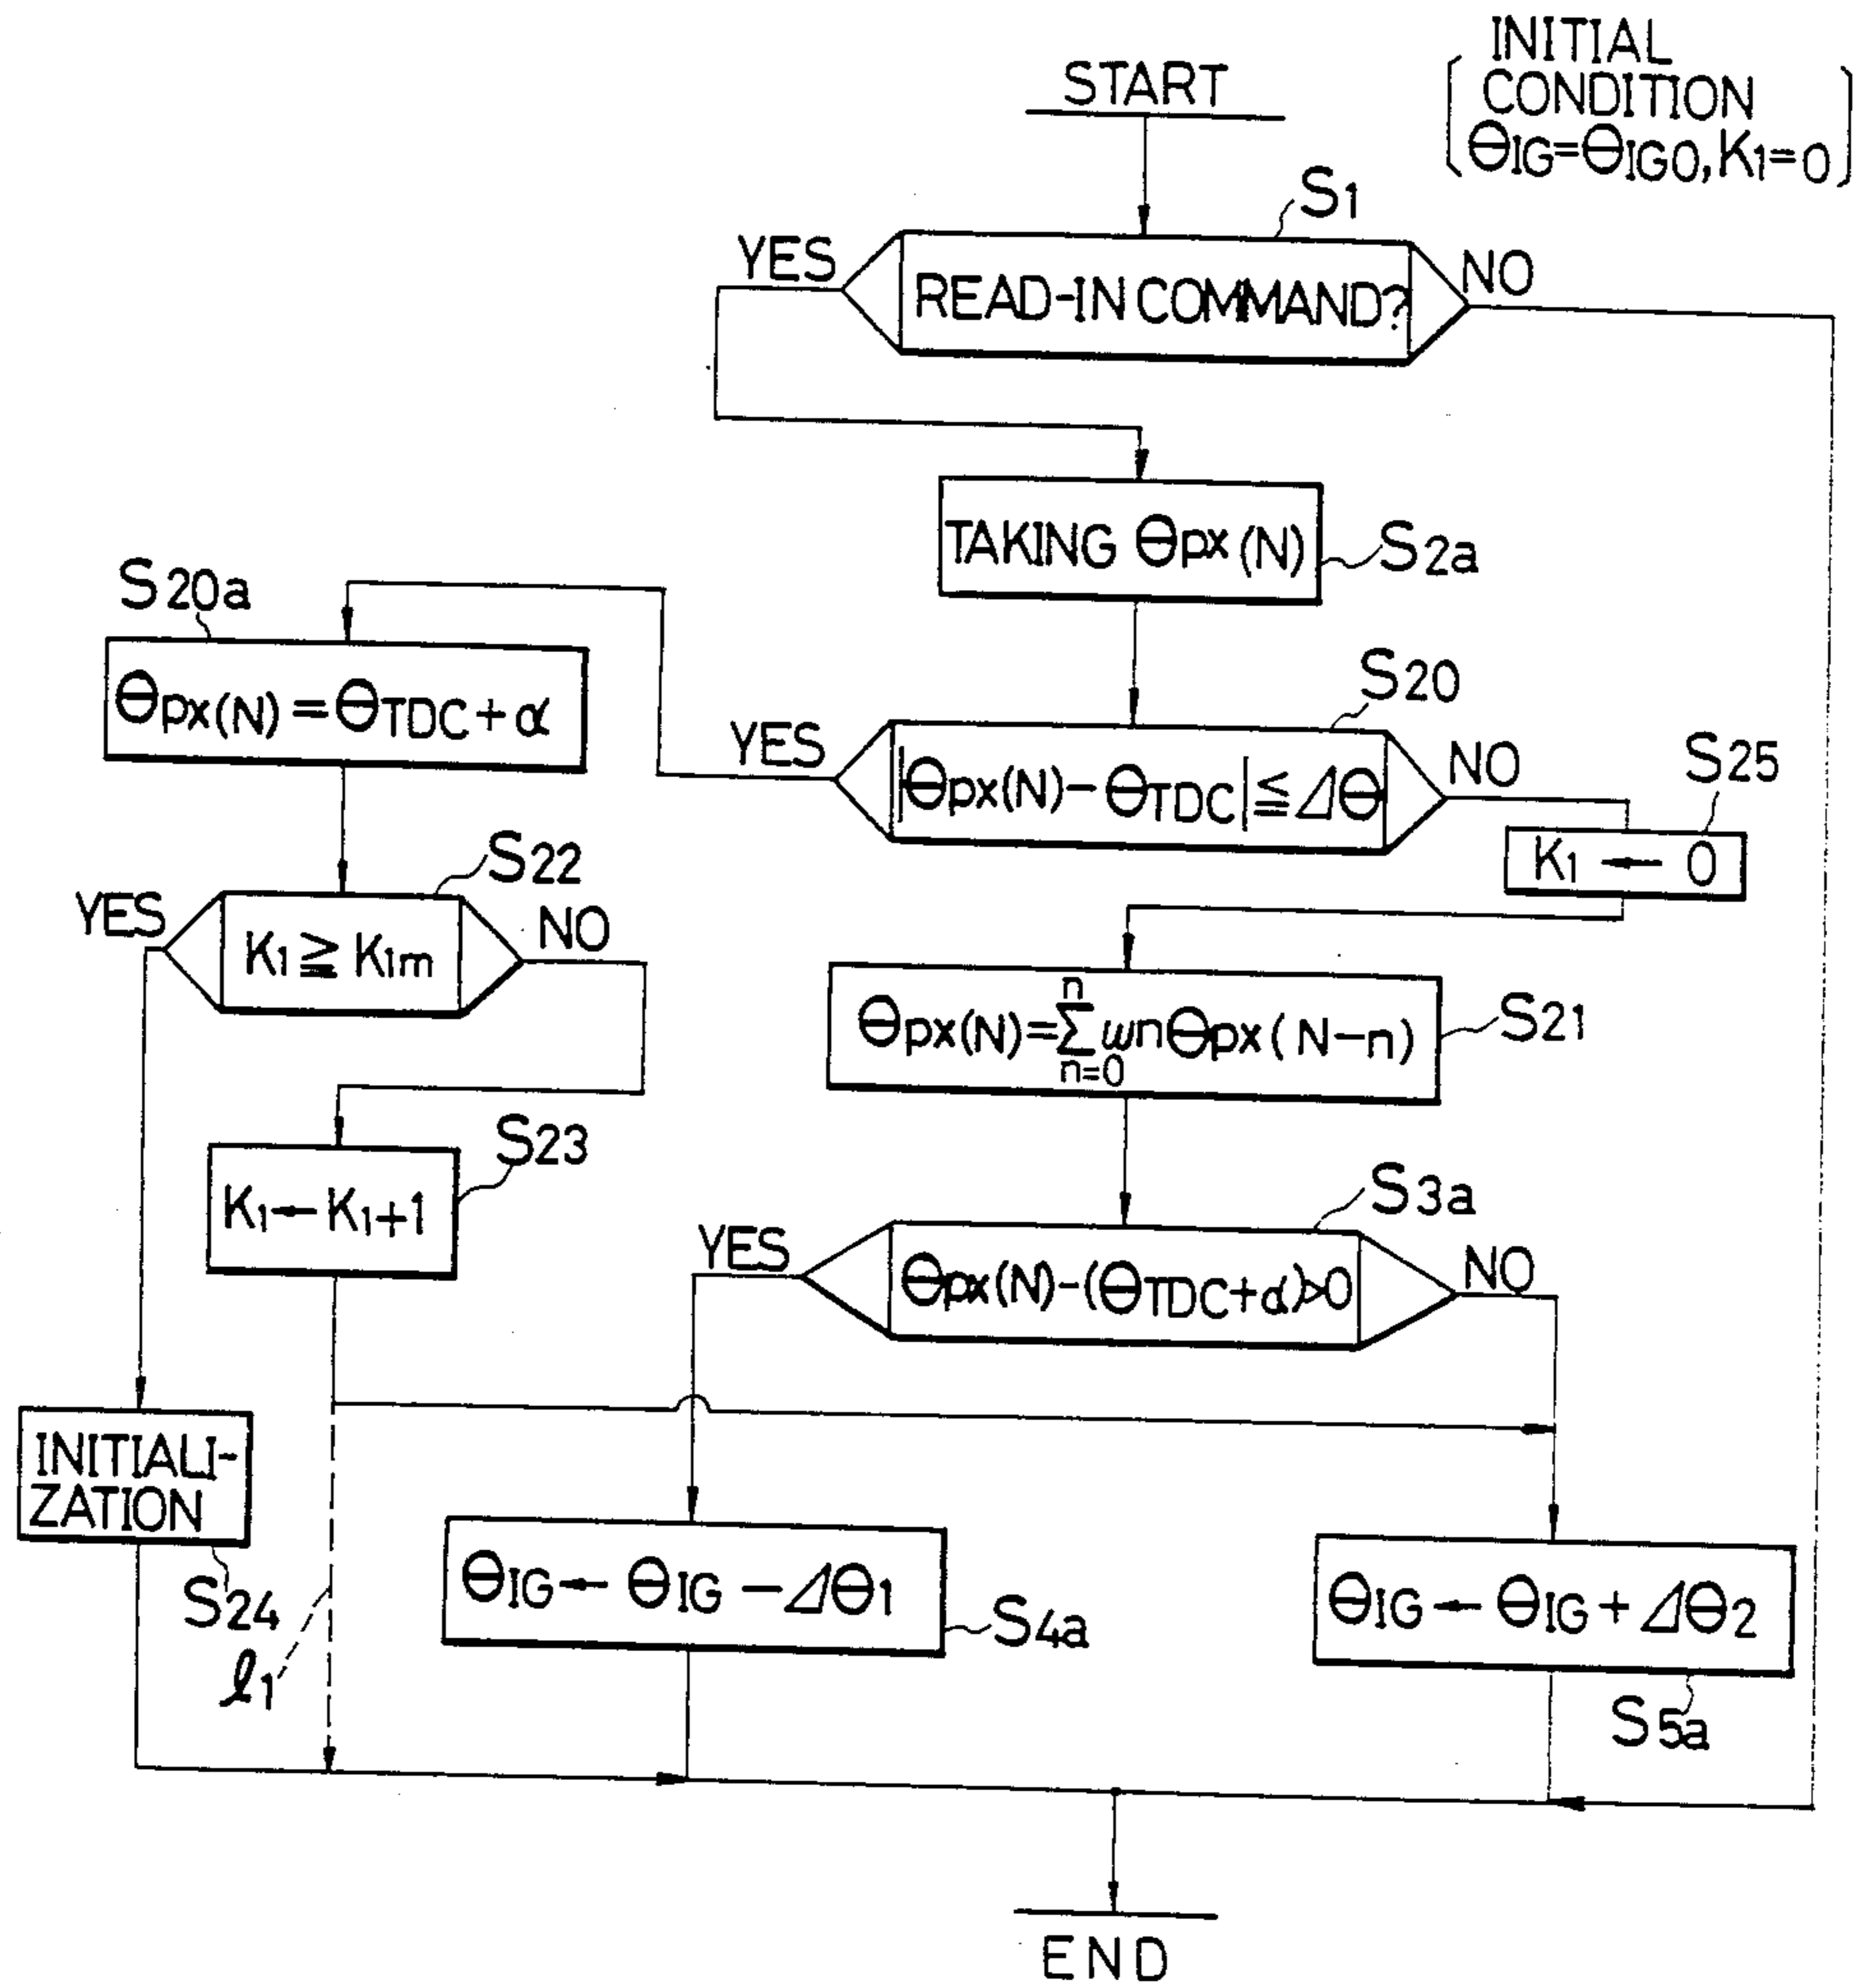 START
INITIAL
CONDITION
ΘIG=ΘIG0, K1=0
S1
YES
READ-IN COMMAND?
NO
TAKING Θpx(N)
S2a
S20a
Θpx(N) = ΘTDC + α
S20
YES
|Θpx(N) - ΘTDC| ≦ ΔΘ
NO
S25
K1 ← 0
S22
YES
K1 ≧ K1m
NO
n
Θpx(N) = Σ ωn Θpx(N-n)
n=0
S21
S23
K1 ← K1+1
S3a
YES
Θpx(N) - (ΘTDC+α) > 0
NO
INITIALI-
ZATION
S24
l1
ΘIG ← ΘIG - ΔΘ1
S4a
ΘIG ← ΘIG + ΔΘ2
S5a
END